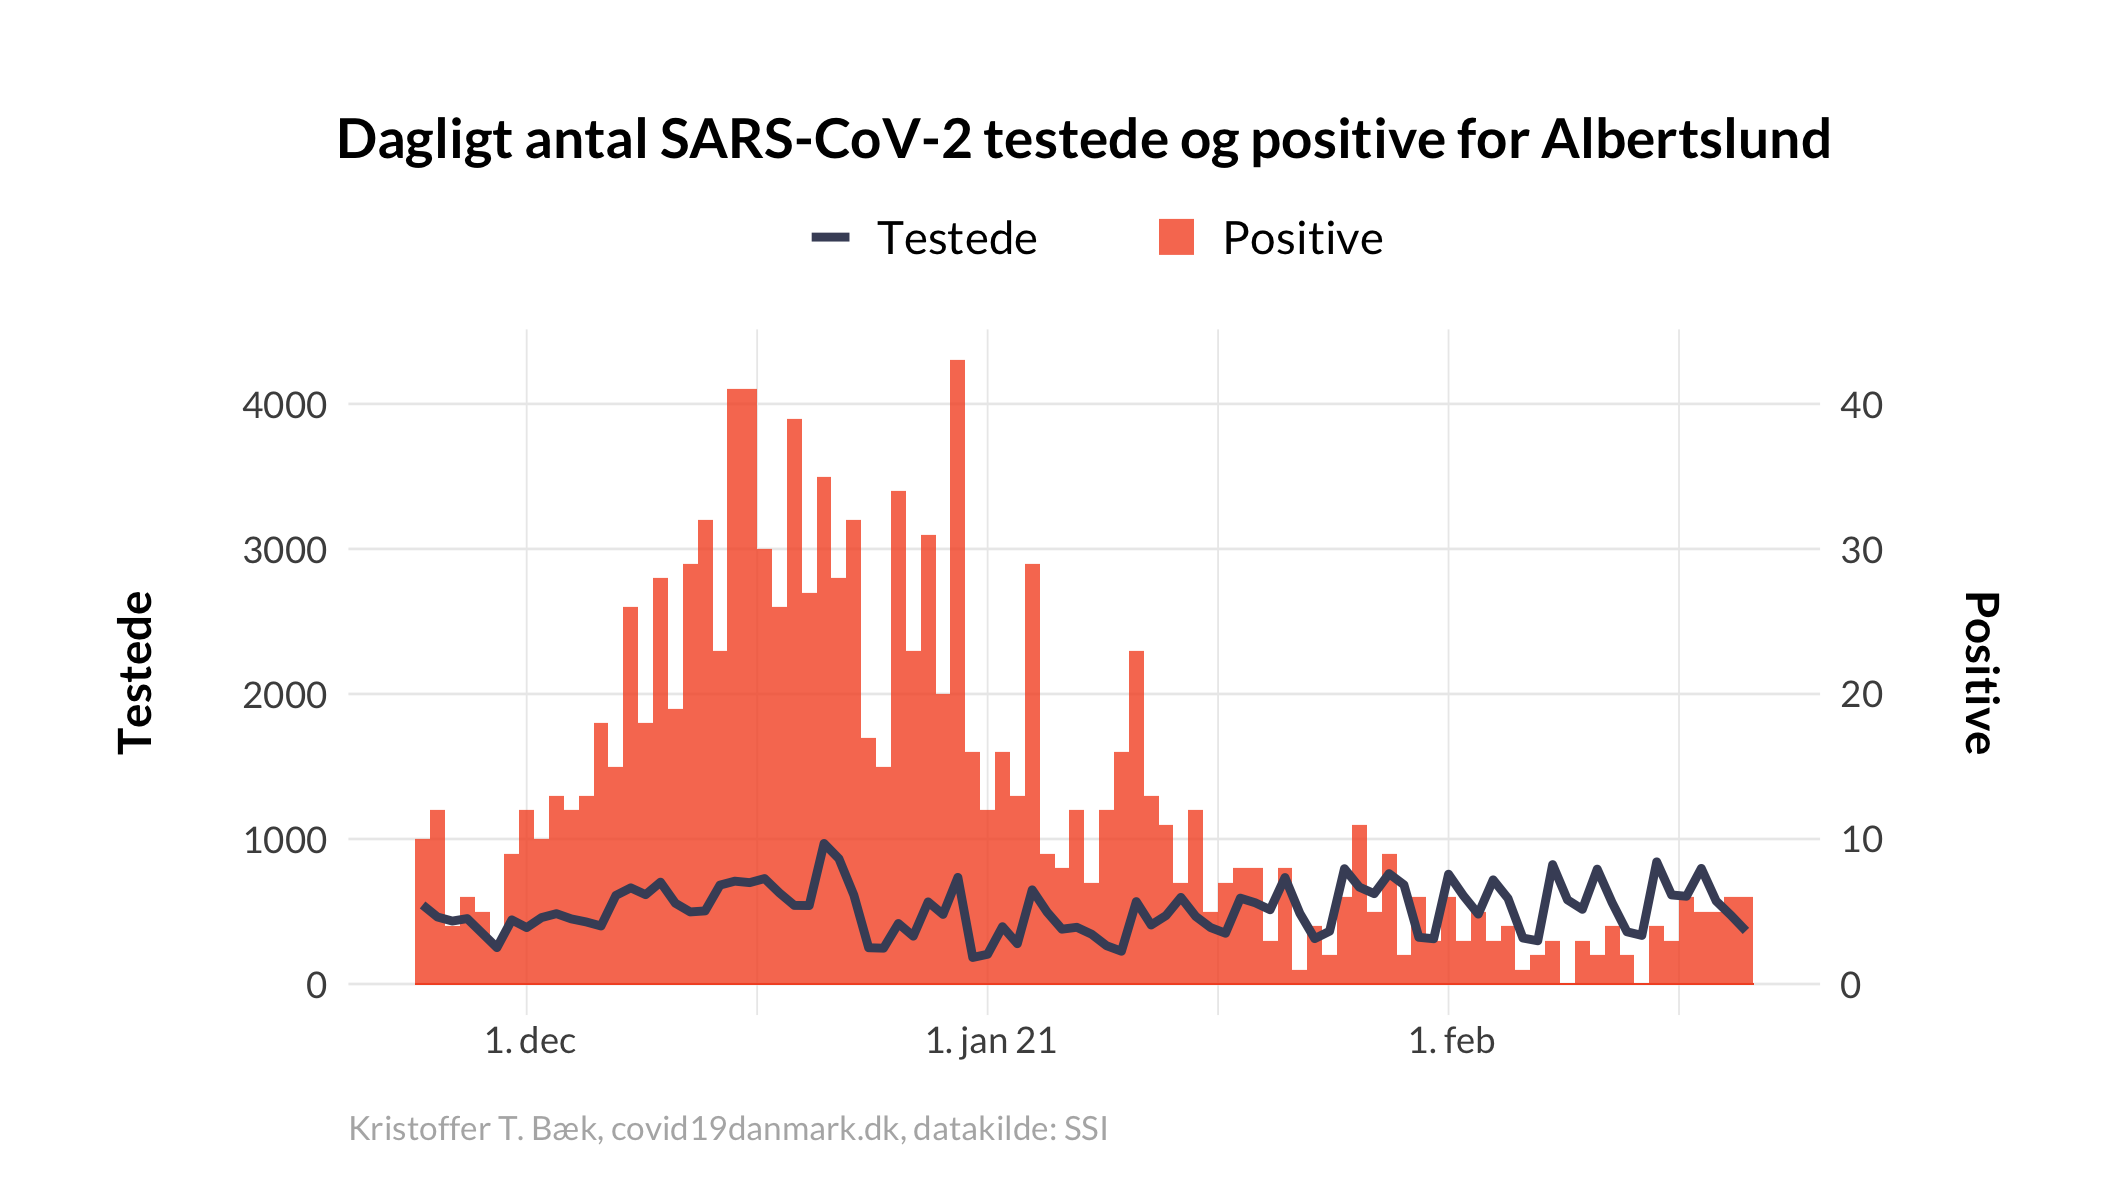 Dagligt antal SARS-CoV-2 testede og positive for Albertslund
Testede
Positive
4000
3000
2000
1000
0
Testede
40
30
20
10
0
Positive
1. dec
1. jan 21
1. feb
Kristoffer T. Bæk, covid19danmark.dk, datakilde: SSI